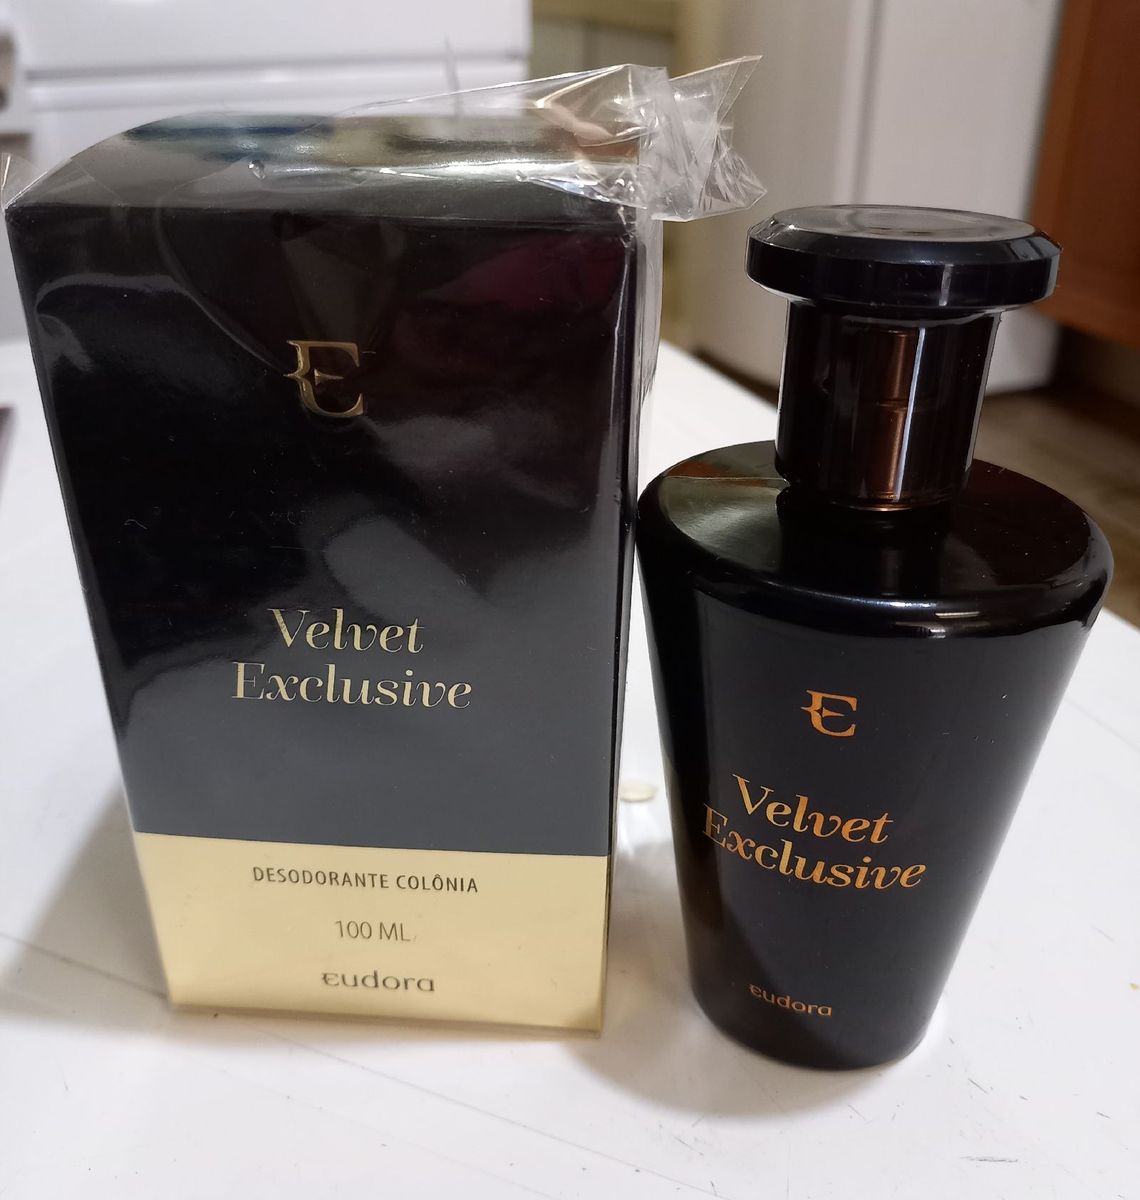 E
Velvet
Exclusive
DESODORANTE COLÔNIA
100 ML
eudora
E
Velvet
Exclusive
eudora